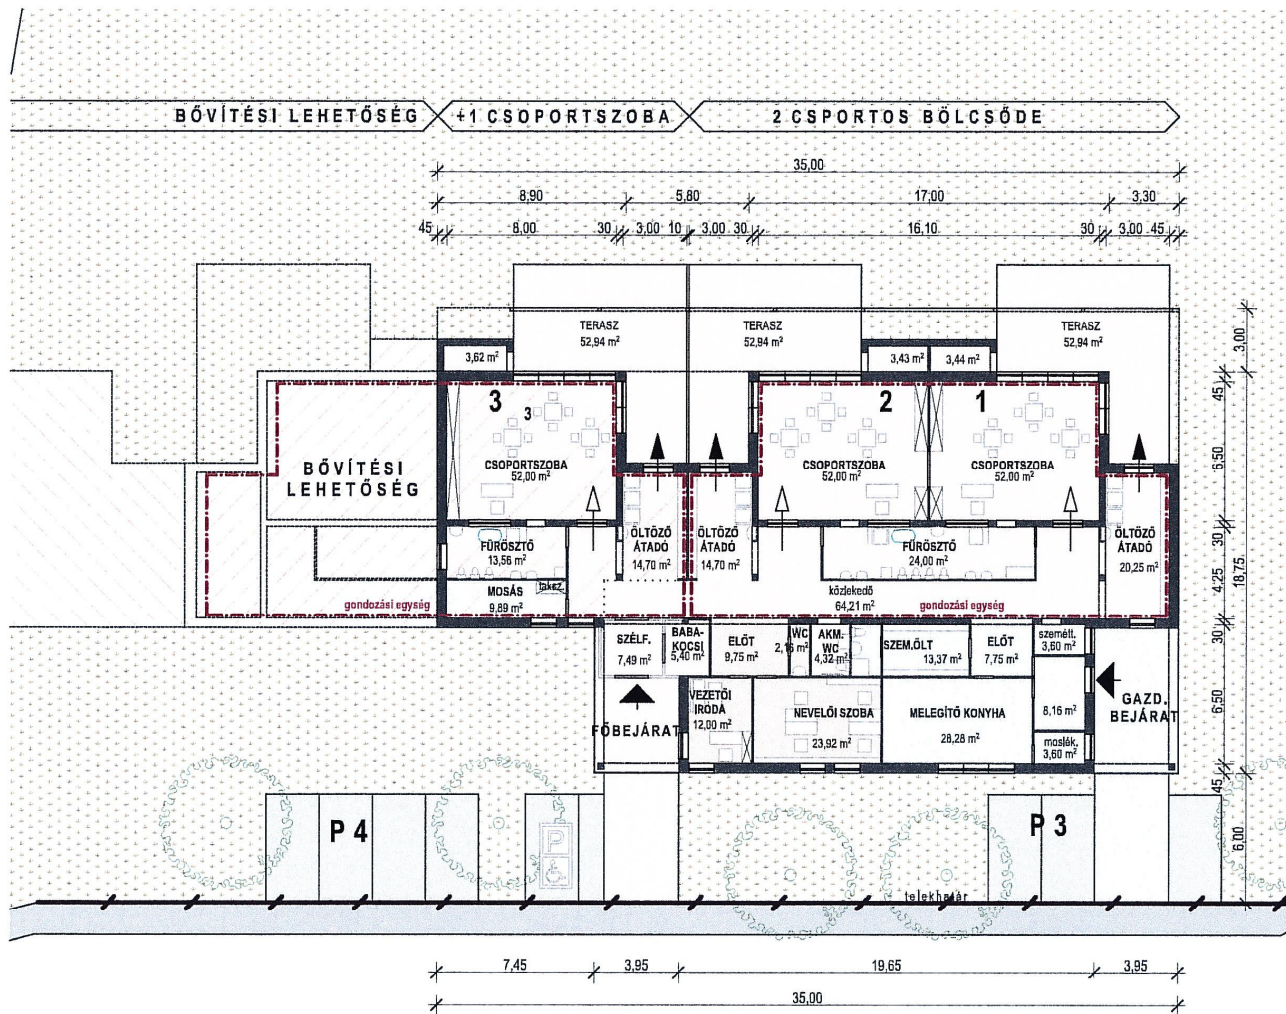 BŐVÍTÉSI LEHETŐSÉG +1 CSOPORTSZOBA 2 CSPORTOS BÖLCSŐDE
35,00
8,90 5,80 17,00 3,30
45 8,00 30 3,00 10 3,00 30 16,10 30 3,00 45
TERASZ
52,94 m²
TERASZ
52,94 m²
TERASZ
52,94 m²
3,00
3,62 m²
3,43 m²
3,44 m²
3
3
2
1
45
BŐVÍTÉSI
LEHETŐSÉG
CSOPORTSZOBA
52,00 m²
CSOPORTSZOBA
52,00 m²
CSOPORTSZOBA
52,00 m²
6,50
ÖLTÖZŐ
ÁTADÓ
14,70 m²
ÖLTÖZŐ
ÁTADÓ
14,70 m²
ÖLTÖZŐ
ÁTADÓ
20,25 m²
30
FÜRÖSZTŐ
13,56 m²
FÜRÖSZTŐ
24,00 m²
4,25
18,75
MOSÁS
9,89 m²
közlekedő
64,21 m²
gondozási egység
gondozási egység
30
SZÉLF.
7,49 m²
BABA-
KOCSI
5,40 m²
ELŐT
9,75 m²
WC
2,16 m²
AKM.
WC
4,32 m²
SZEM.ÖLT
13,37 m²
ELŐT
7,75 m²
szemétt.
3,60 m²
6,50
FŐBEJÁRAT
VEZETŐI
IRODA
12,00 m²
NEVELŐI SZOBA
23,92 m²
MELEGÍTŐ KONYHA
28,28 m²
8,16 m²
moslék.
3,60 m²
GAZD.
BEJÁRAT
45
P 4
P
P 3
6,00
telekhatár
7,45 3,95 19,65 3,95
35,00